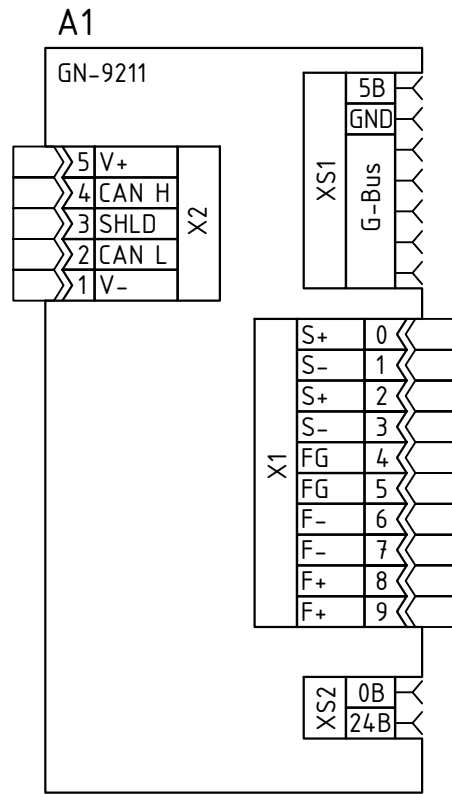 A1
GN-9211
XS1
5В
GND
G-Bus
X2
5 V+
4 CAN H
3 SHLD
2 CAN L
1 V-
X1
S+ 0
S- 1
S+ 2
S- 3
FG 4
FG 5
F- 6
F- 7
F+ 8
F+ 9
XS2
0В
24В